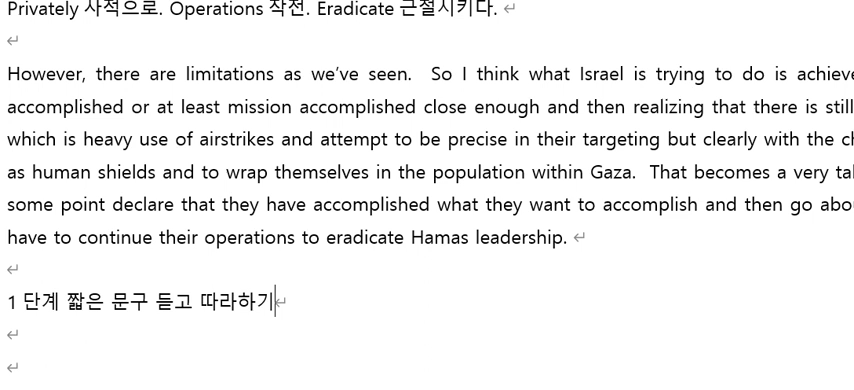 Privately 사적으로. Operations 작전. Eradicate 근절시키다.
However, there are limitations as we’ve seen.  So I think what Israel is trying to do is achieve
accomplished or at least mission accomplished close enough and then realizing that there is still
which is heavy use of airstrikes and attempt to be precise in their targeting but clearly with the
as human shields and to wrap themselves in the population within Gaza.  That becomes a very
some point declare that they have accomplished what they want to accomplish and then go
have to continue their operations to eradicate Hamas leadership.
1 단계 짧은 문구 듣고 따라하기